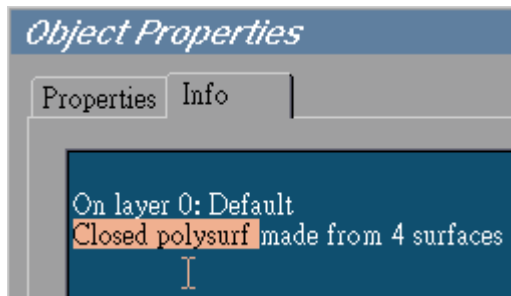 Object Properties
Properties Info
On layer 0: Default
Closed polysurf made from 4 surfaces